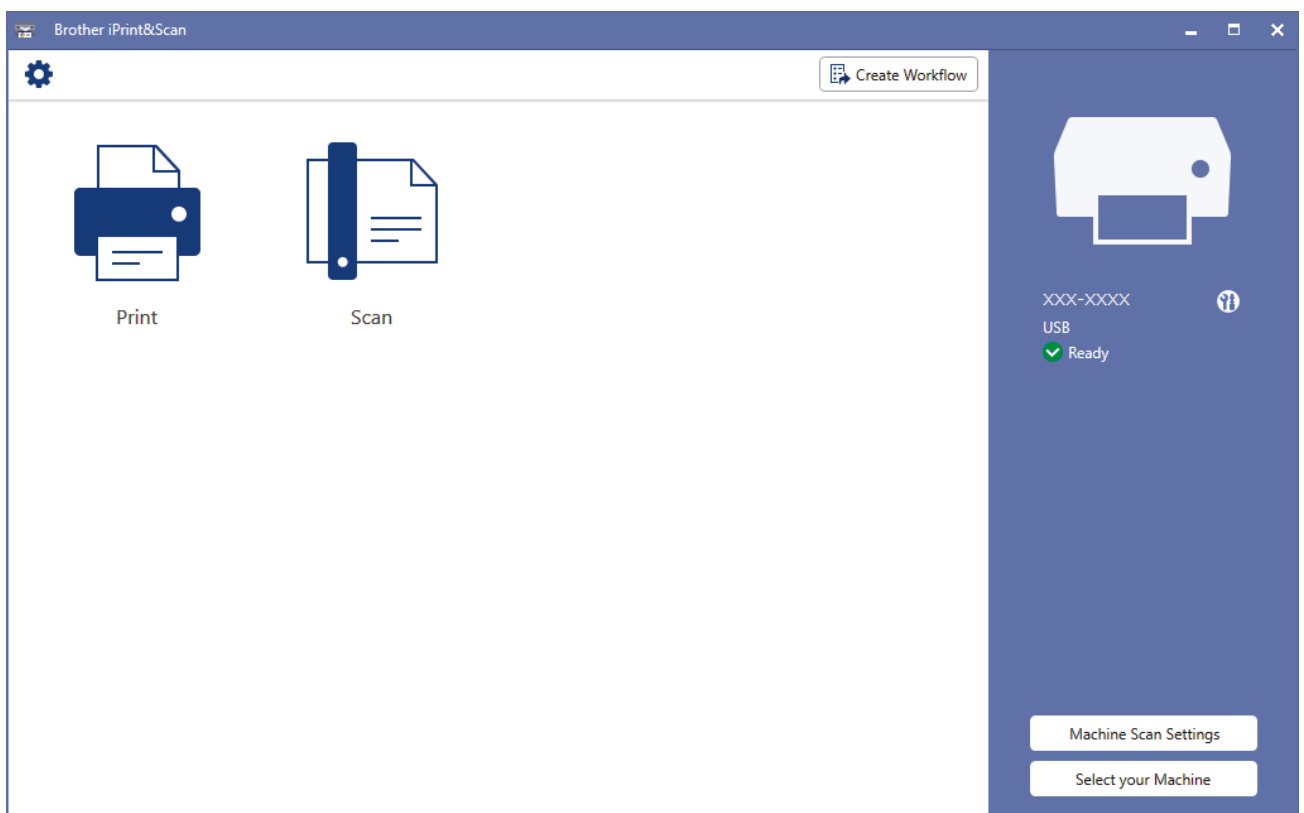 Brother iPrint&Scan
Create Workflow
Print
Scan
XXX-XXXX
USB
Ready
Machine Scan Settings
Select your Machine